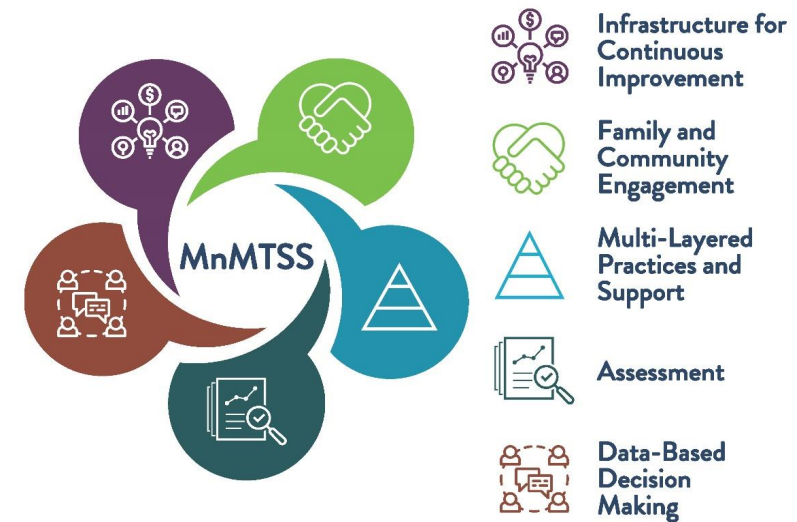 MnMTSS
Infrastructure for
Continuous
Improvement
Family and
Community
Engagement
Multi-Layered
Practices and
Support
Assessment
Data-Based
Decision
Making